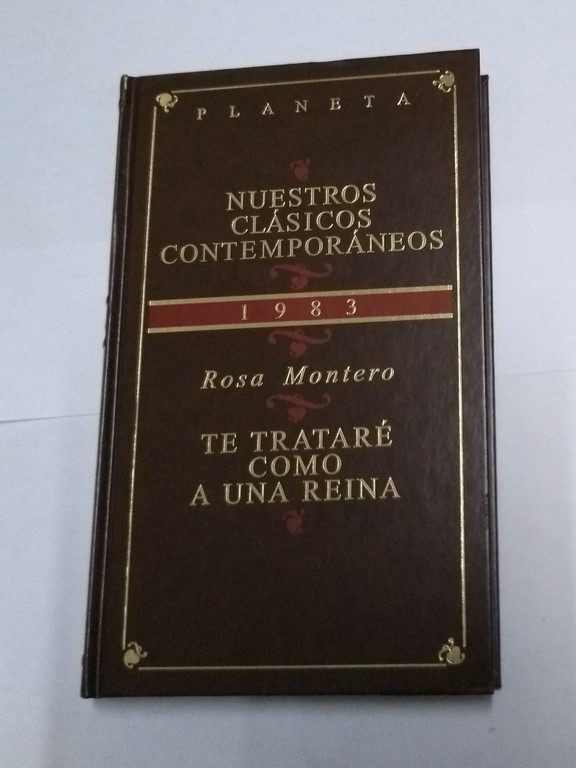 PLANETA
NUESTROS
CLÁSICOS
CONTEMPORÁNEOS
1983
Rosa Montero
TE TRATARÉ
COMO
A UNA REINA